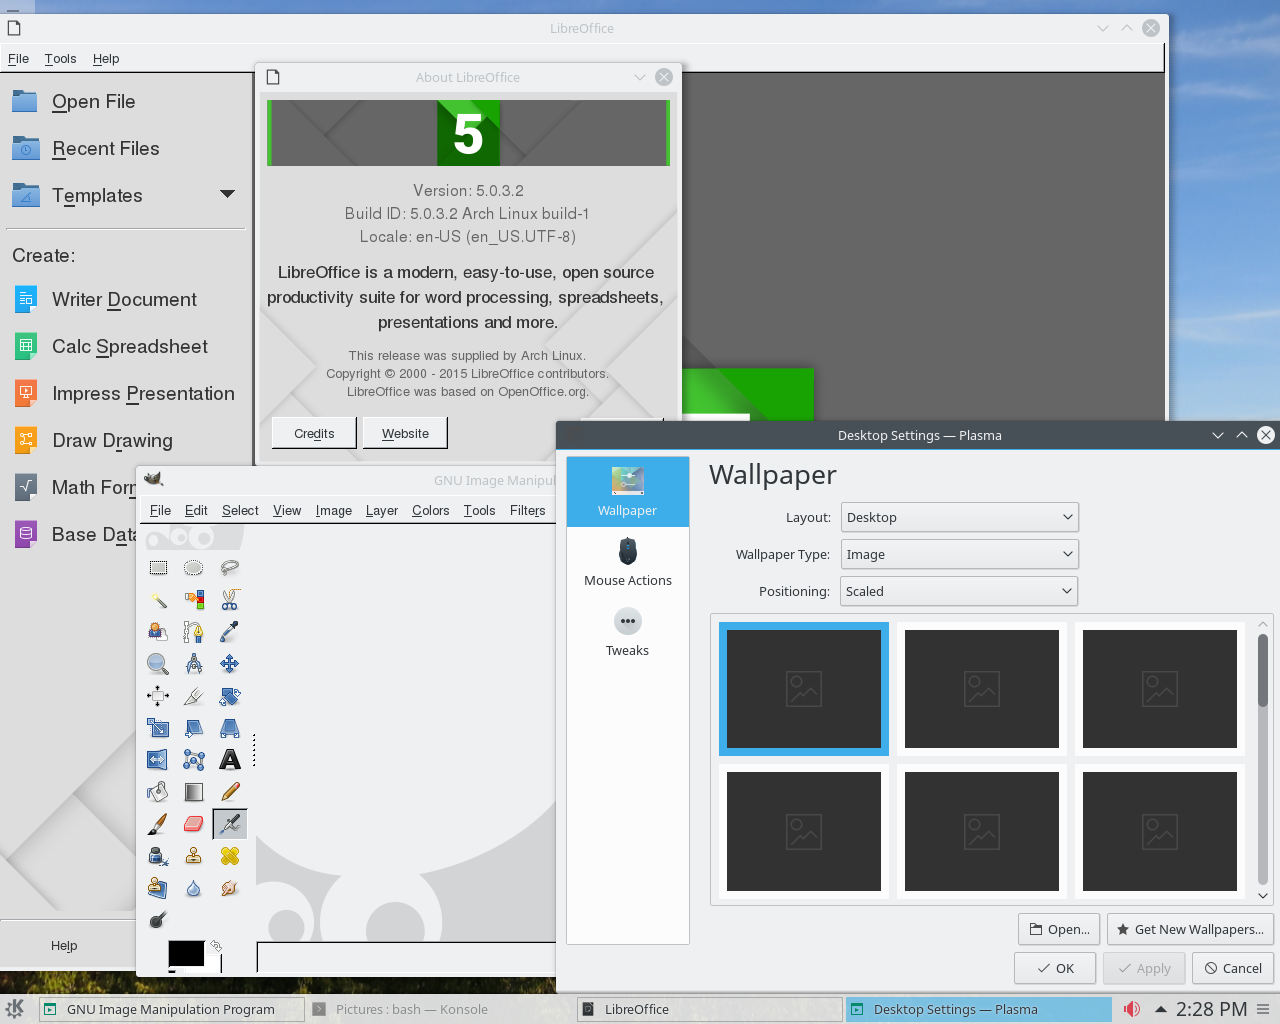 LibreOffice
File Tools Help
Open File
Recent Files
Templates
Create:
Writer Document
Calc Spreadsheet
Impress Presentation
Draw Drawing
Math Forn
Base Data
Help
About LibreOffice
5
Version: 5.0.3.2
Build ID: 5.0.3.2 Arch Linux build-1
Locale: en-US (en_US.UTF-8)
LibreOffice is a modern, easy-to-use, open source
productivity suite for word processing, spreadsheets,
presentations and more.
This release was supplied by Arch Linux.
Copyright © 2000 - 2015 LibreOffice contributors.
LibreOffice was based on OpenOffice.org.
Credits Website
GNU Image Manipul
File Edit Select View Image Layer Colors Tools Filters
Desktop Settings — Plasma
Wallpaper
Mouse Actions
Tweaks
Wallpaper
Layout: Desktop
Wallpaper Type: Image
Positioning: Scaled
Open... Get New Wallpapers...
OK Apply Cancel
GNU Image Manipulation Program Pictures : bash — Konsole LibreOffice Desktop Settings — Plasma 2:28 PM